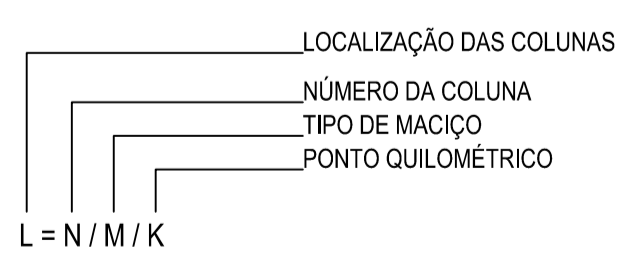 LOCALIZAÇÃO DAS COLUNAS
NÚMERO DA COLUNA
TIPO DE MACIÇO
PONTO QUILOMÉTRICO
L = N / M / K